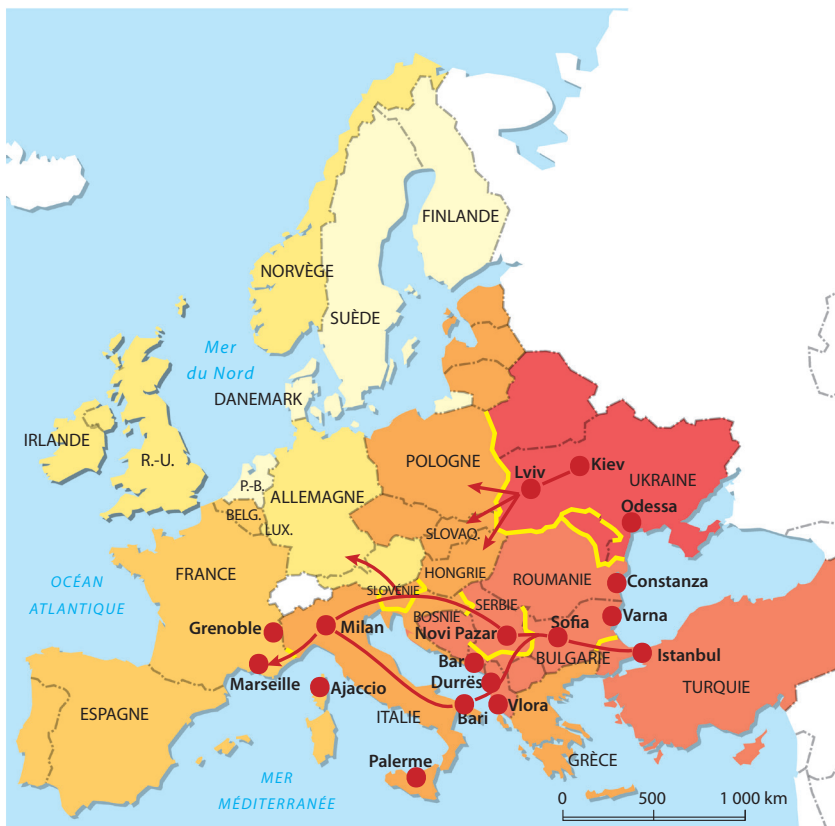 FINLANDE
NORVÈGE
SUÈDE
Mer
du Nord
DANEMARK
IRLANDE
R.-U.
P.-B.
ALLEMAGNE
BELG.
LUX.
POLOGNE
Lviv
Kiev
UKRAINE
Odessa
SLOVAQ.
OCÉAN
ATLANTIQUE
FRANCE
HONGRIE
ROUMANIE
Constanza
SLOVÉNIE
SERBIE
BOSNIE
Varna
Grenoble
Milan
Novi Pazar
Sofia
Istanbul
Bar
BULGARIE
Marseille
Ajaccio
Durrës
TURQUIE
ESPAGNE
ITALIE
Bari
Vlora
Palerme
GRÈCE
MER
MÉDITERRANÉE
0 500 1 000 km